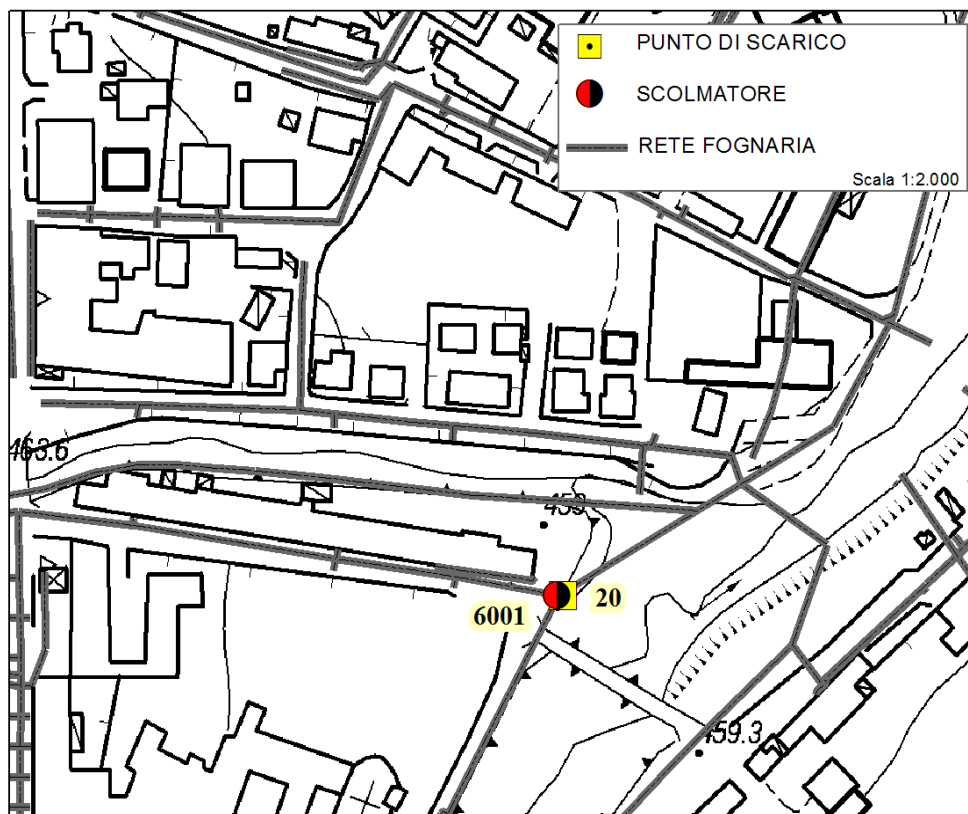 PUNTO DI SCARICO
SCOLMATORE
RETE FOGNARIA
Scala 1:2.000
463.6
459
20
6001
459.3